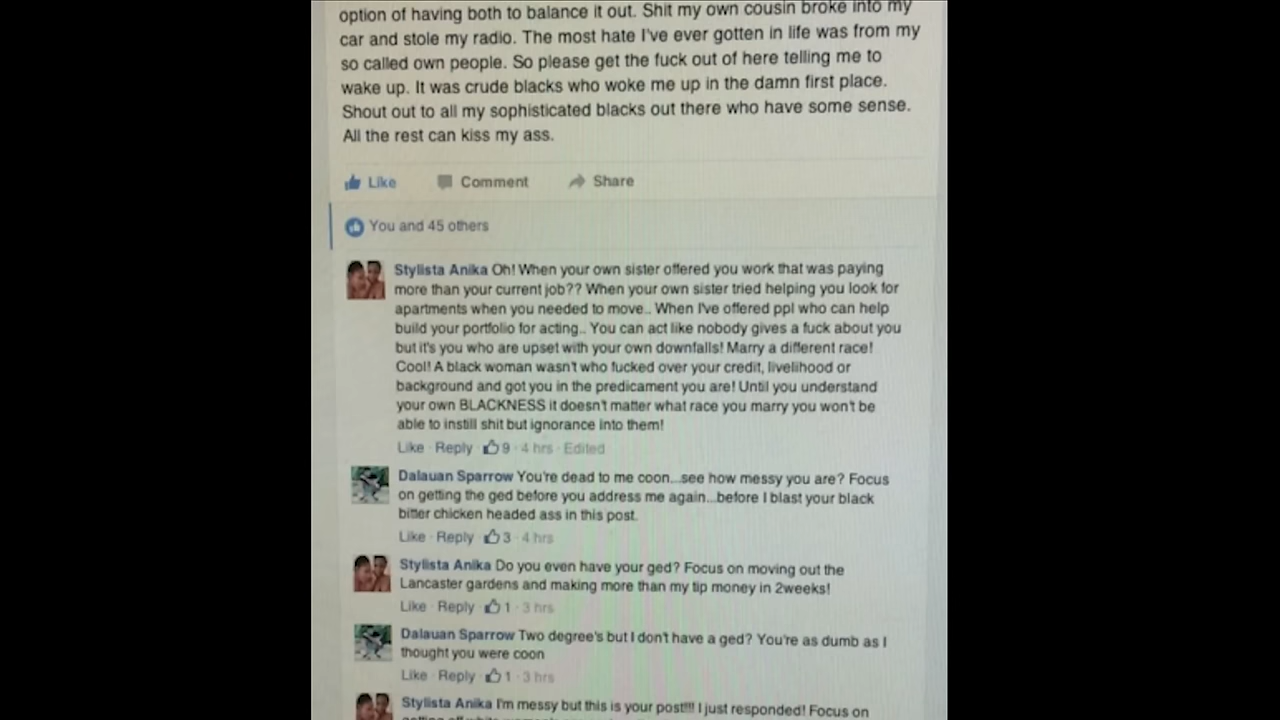 option of having both to balance it out. Shit my own cousin broke into my
car and stole my radio. The most hate I've ever gotten in life was from my
so called own people. So please get the fuck out of here telling me to
wake up. It was crude blacks who woke me up in the damn first place.
Shout out to all my sophisticated blacks out there who have some sense.
All the rest can kiss my ass.
Like Comment Share
You and 45 others
Stylista Anika Oh! When your own sister offered you work that was paying
more than your current job?? When your own sister tried helping you look for
apartments when you needed to move.. When I've offered ppl who can help
build your portfolio for acting.. You can act like nobody gives a fuck about you
but it's you who are upset with your own downfalls! Marry a different race!
Cool! A black woman wasn't who fucked over your credit, livelihood or
background and got you in the predicament you are! Until you understand
your own BLACKNESS it doesn't matter what race you marry you won't be
able to instill shit but ignorance into them!
Like · Reply · 9 · 4 hrs · Edited
Dalauan Sparrow You're dead to me coon...see how messy you are? Focus
on getting the ged before you address me again...before I blast your black
bitter chicken headed ass in this post.
Like · Reply · 3 · 4 hrs
Stylista Anika Do you even have your ged? Focus on moving out the
Lancaster gardens and making more than my tip money in 2weeks!
Like · Reply · 1 · 3 hrs
Dalauan Sparrow Two degree's but I don't have a ged? You're as dumb as I
thought you were coon
Like · Reply · 1 · 3 hrs
Stylista Anika I'm messy but this is your post!!! I just responded! Focus on